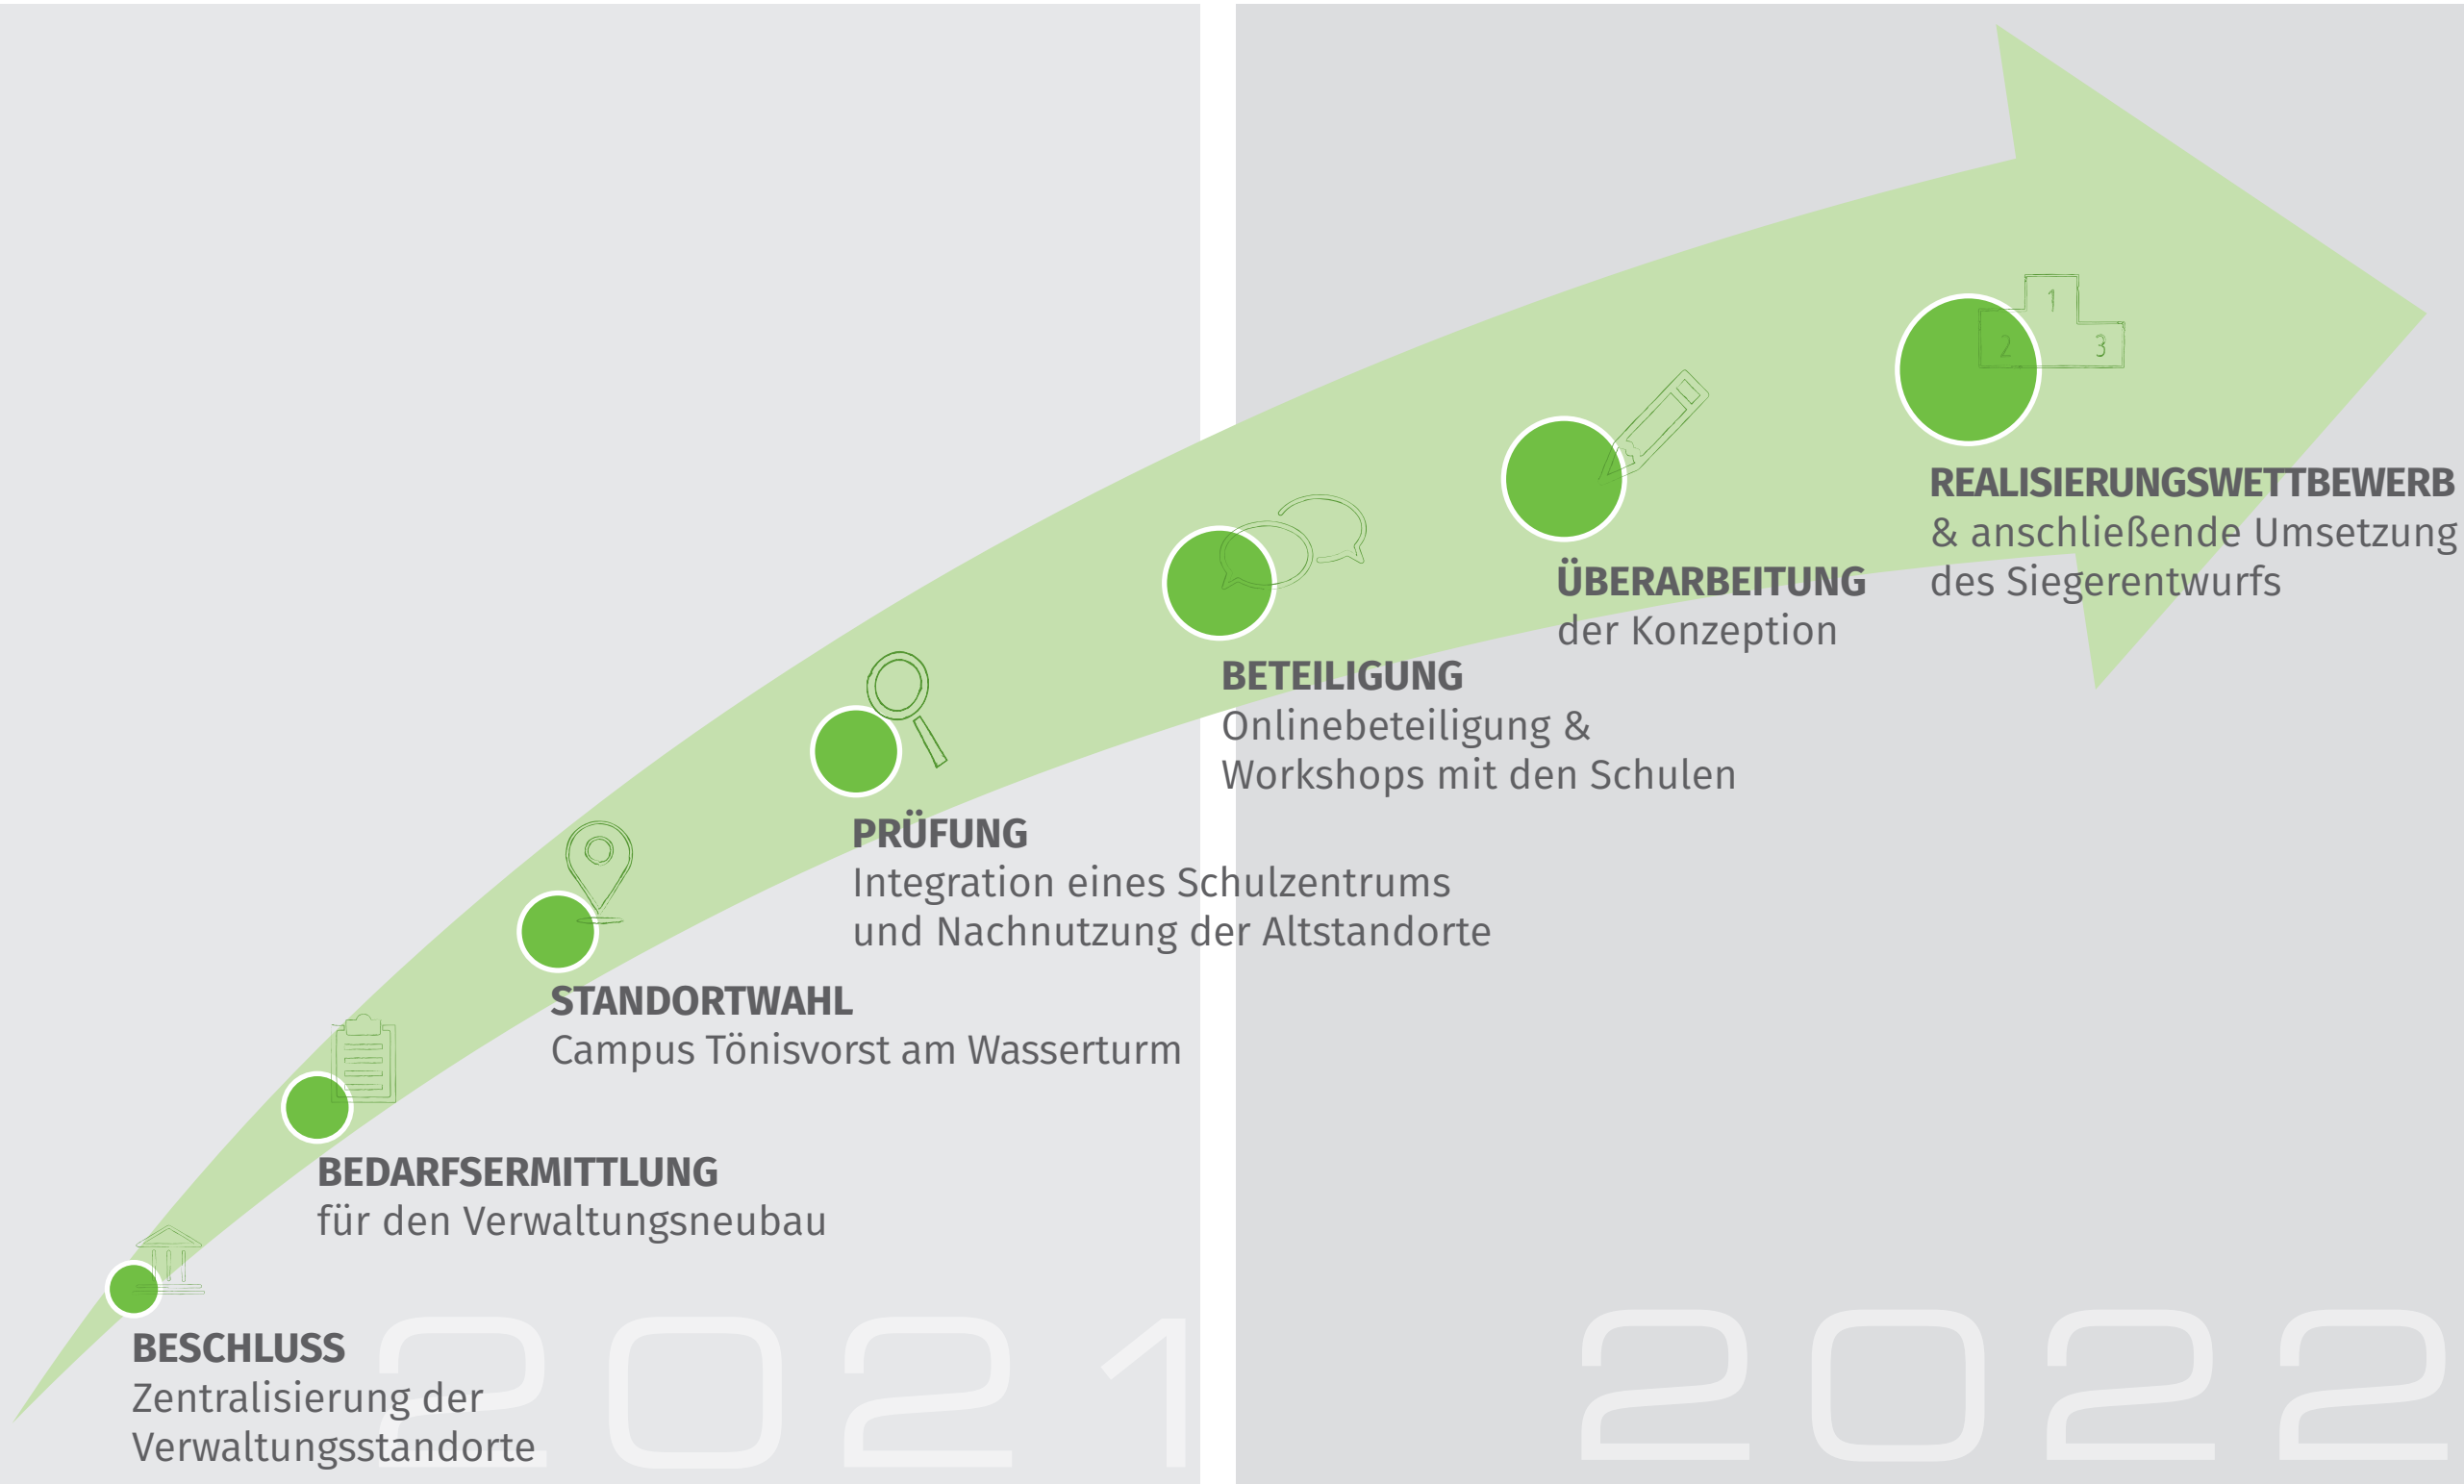 BESCHLUSS
Zentralisierung der
Verwaltungsstandorte
BEDARFSERMITTLUNG
für den Verwaltungsneubau
STANDORTWAHL
Campus Tönisvorst am Wasserturm
PRÜFUNG
Integration eines Schulzentrums
und Nachnutzung der Altstandorte
BETEILIGUNG
Onlinebeteiligung &
Workshops mit den Schulen
ÜBERARBEITUNG
der Konzeption
1
2 3
REALISIERUNGSWETTBEWERB
& anschließende Umsetzung
des Siegerentwurfs
2021
2022